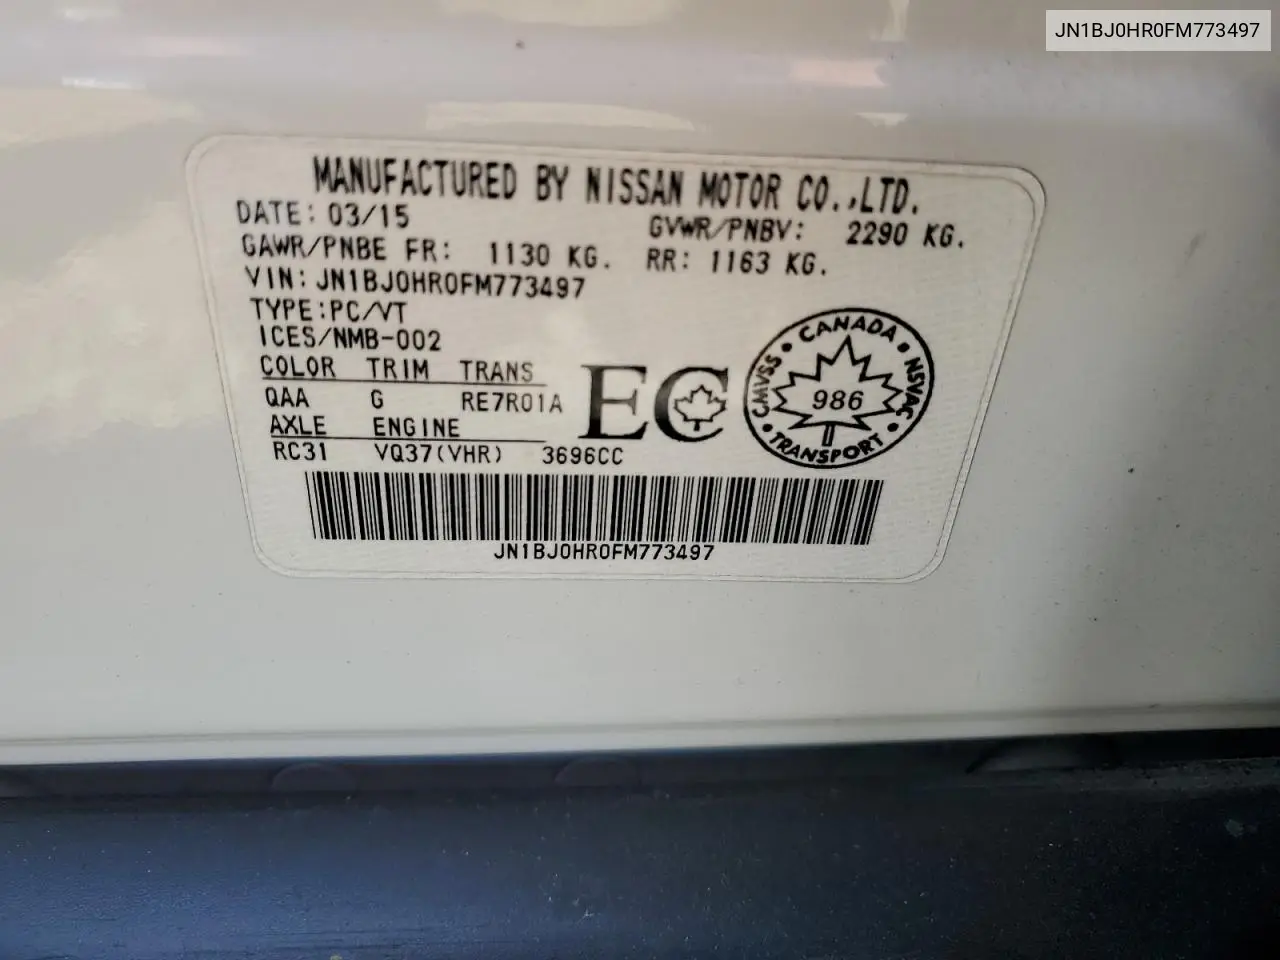 JN1BJ0HR0FM773497
MANUFACTURED BY NISSAN MOTOR CO.,LTD.
DATE: 03/15 GVWR/PNBV: 2290 KG.
GAWR/PNBE FR: 1130 KG. RR: 1163 KG.
VIN: JN1BJ0HR0FM773497
TYPE:PC/VT
ICES/NMB-002
COLOR TRIM TRANS
QAA G RE7R01A
AXLE ENGINE
RC31 VQ37(VHR) 3696CC
EC
CANADA
CMVSS • NSVAC
986
TRANSPORT
JN1BJ0HR0FM773497